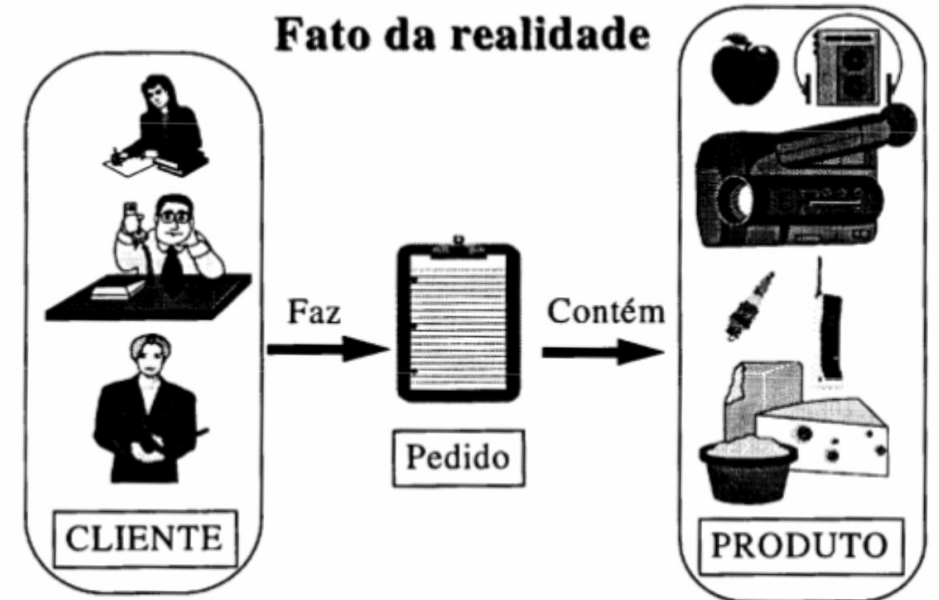 Fato da realidade
Faz
Contém
Pedido
CLIENTE
PRODUTO